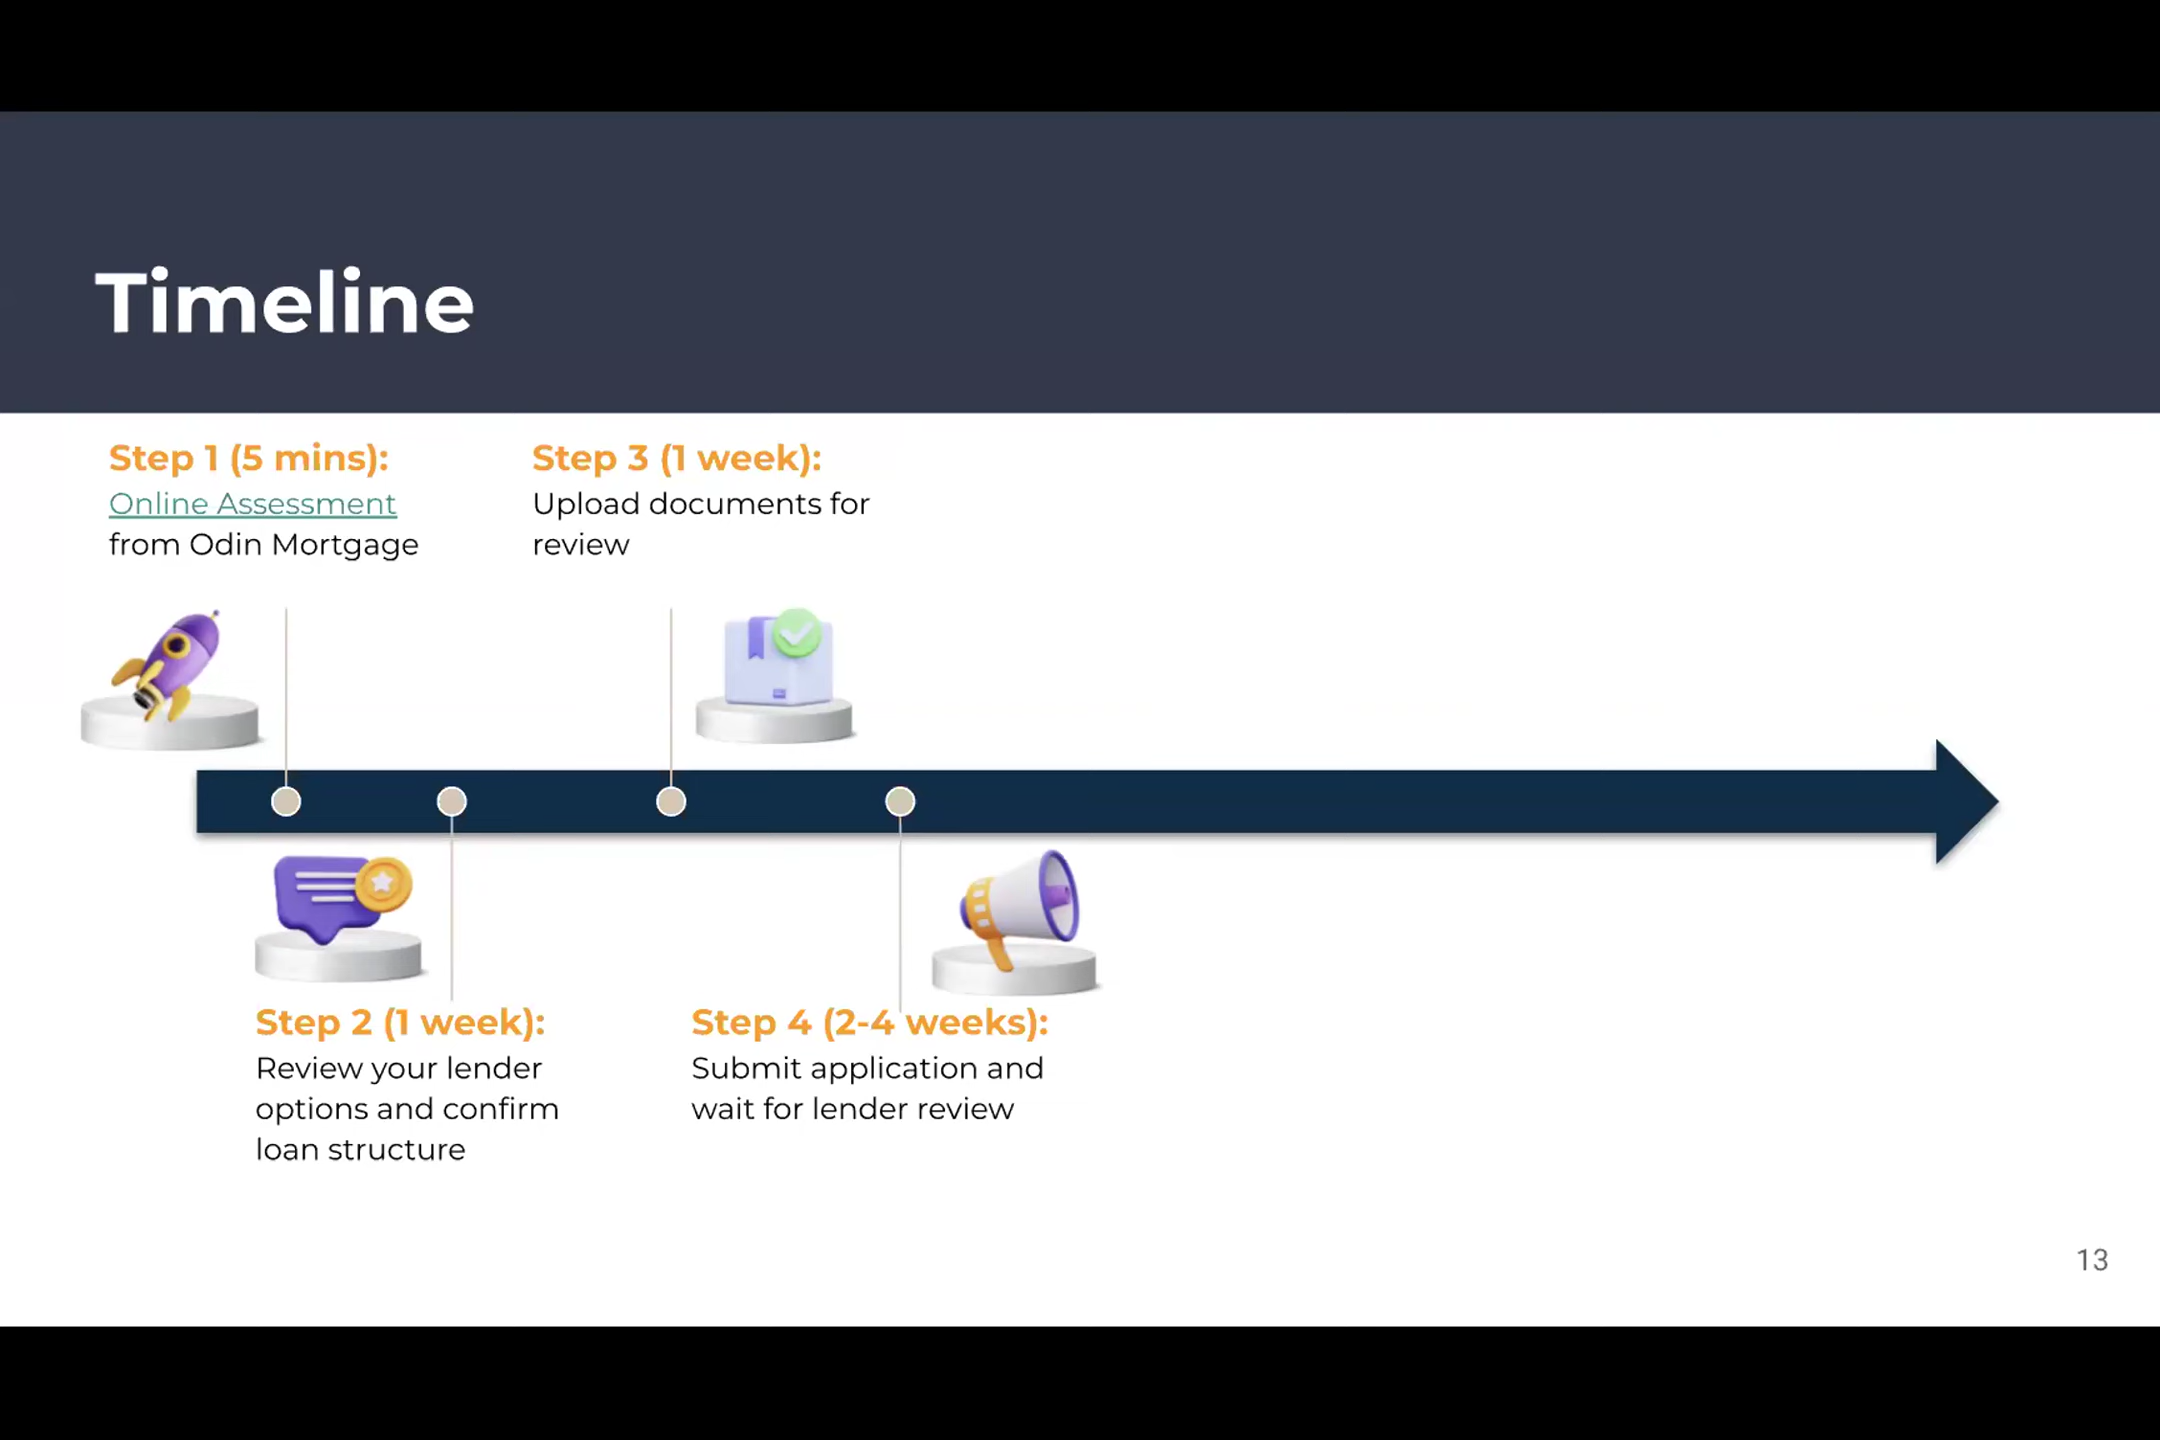 Timeline
Step 1 (5 mins):
Online Assessment
from Odin Mortgage
Step 3 (1 week):
Upload documents for
review
Step 2 (1 week):
Review your lender
options and confirm
loan structure
Step 4 (2-4 weeks):
Submit application and
wait for lender review
13